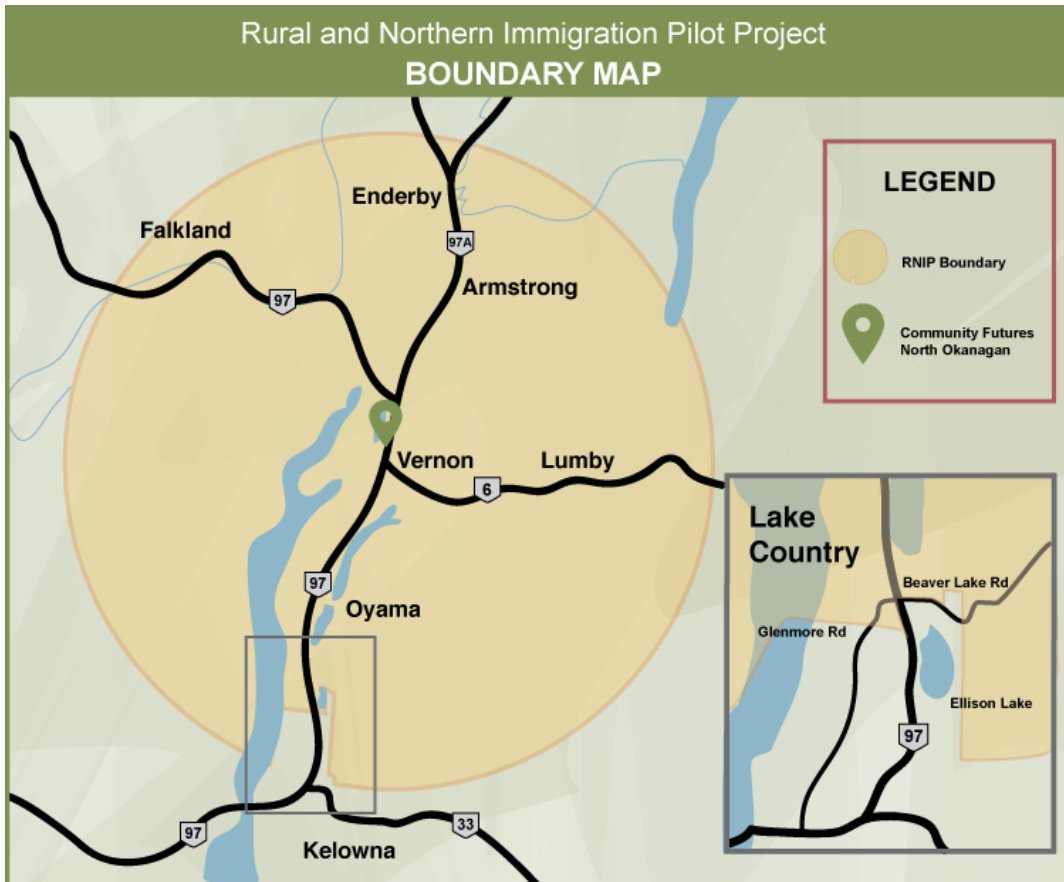 Rural and Northern Immigration Pilot Project
BOUNDARY MAP
Enderby
Falkland
97A
Armstrong
97
Vernon
Lumby
6
97
Oyama
97
Kelowna
33
LEGEND
RNIP Boundary
Community Futures
North Okanagan
Lake
Country
Beaver Lake Rd
Glenmore Rd
Ellison Lake
97